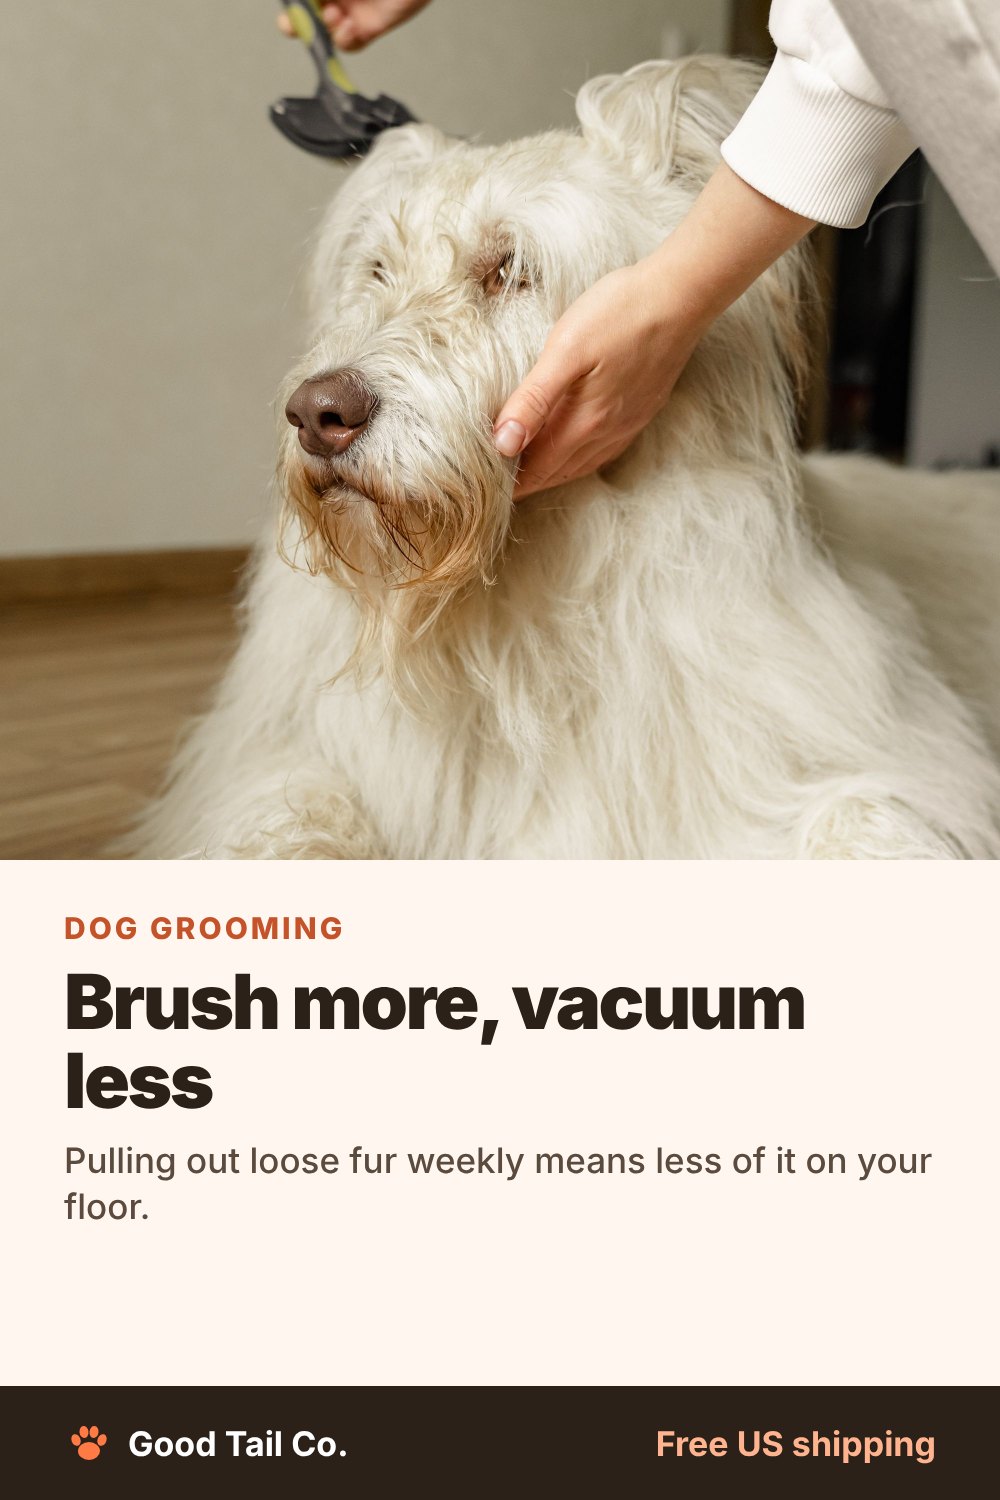 DOG GROOMING
Brush more, vacuum
less
Pulling out loose fur weekly means less of it on your
floor.
Good Tail Co.
Free US shipping